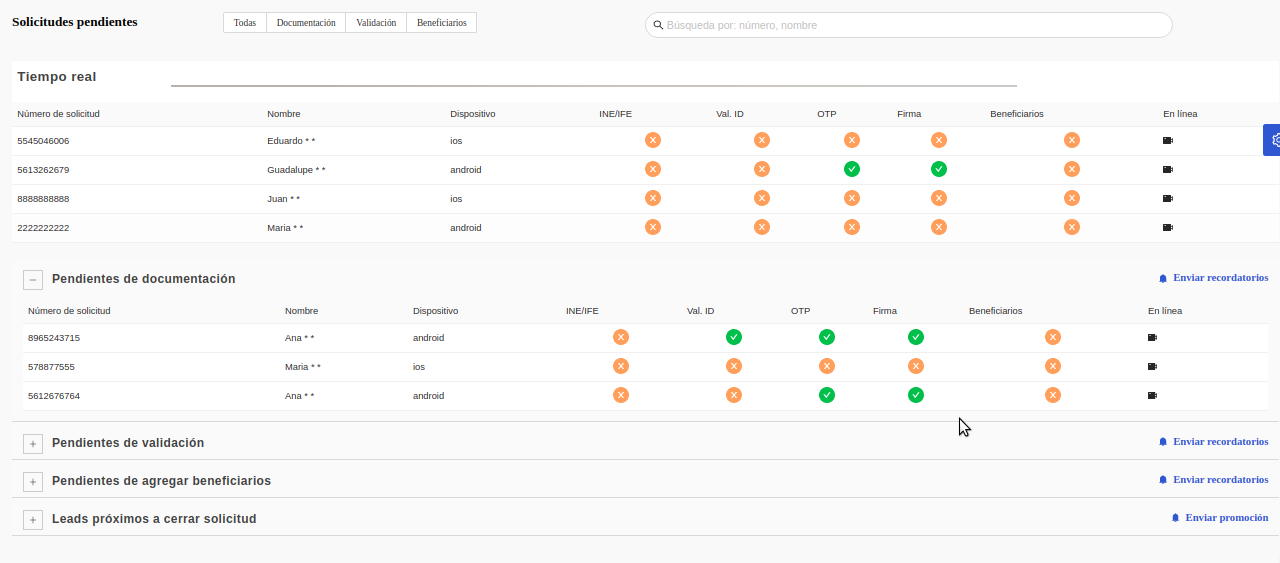 Solicitudes pendientes
Todas Documentación Validación Beneficiarios
Búsqueda por: número, nombre
Tiempo real
Número de solicitud Nombre Dispositivo INE/IFE Val. ID OTP Firma Beneficiarios En línea
5545046006 Eduardo * * ios
5613262679 Guadalupe * * android
8888888888 Juan * * ios
2222222222 Maria * * android
Pendientes de documentación Enviar recordatorios
Número de solicitud Nombre Dispositivo INE/IFE Val. ID OTP Firma Beneficiarios En línea
8965243715 Ana * * android
578877555 Maria * * ios
5612676764 Ana * * android
Pendientes de validación Enviar recordatorios
Pendientes de agregar beneficiarios Enviar recordatorios
Leads próximos a cerrar solicitud Enviar promoción